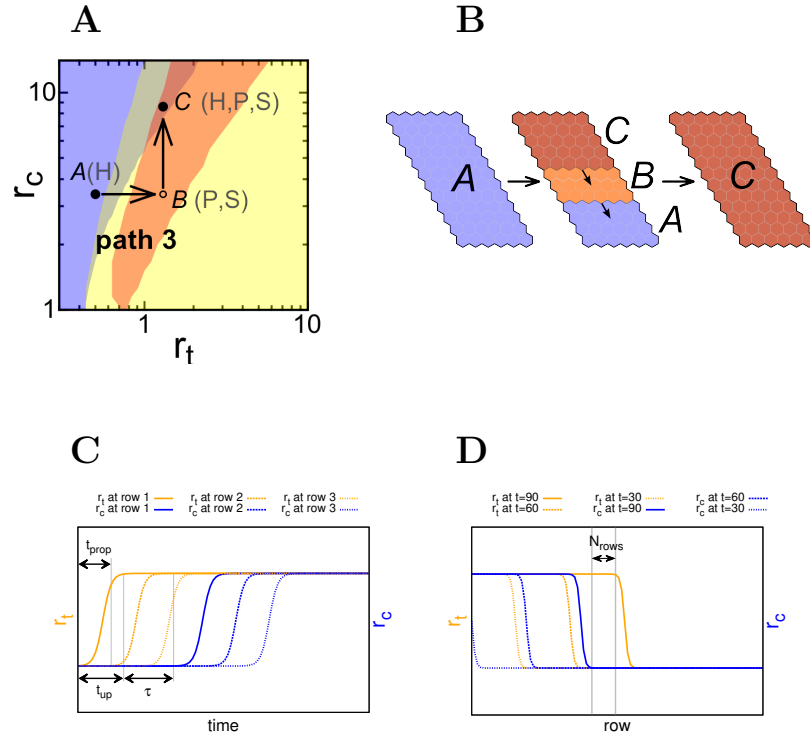 A
B
10
r_c
1
C (H,P,S)
A(H)
B (P,S)
path 3
1
10
r_t
A
C
B
A
C
C
r_t at row 1
r_t at row 2
r_t at row 3
r_c at row 1
r_c at row 2
r_c at row 3
t_prop
r_t
r_c
t_up
τ
time
D
r_t at t=90
r_t at t=30
r_c at t=60
r_t at t=60
r_c at t=90
r_c at t=30
N_rows
r_t
r_c
row